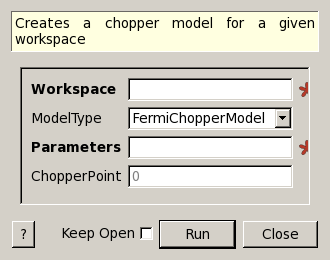 Creates a chopper model for a given
workspace
Workspace
ModelType FermiChopperModel
Parameters
ChopperPoint 0
? Keep Open Run Close